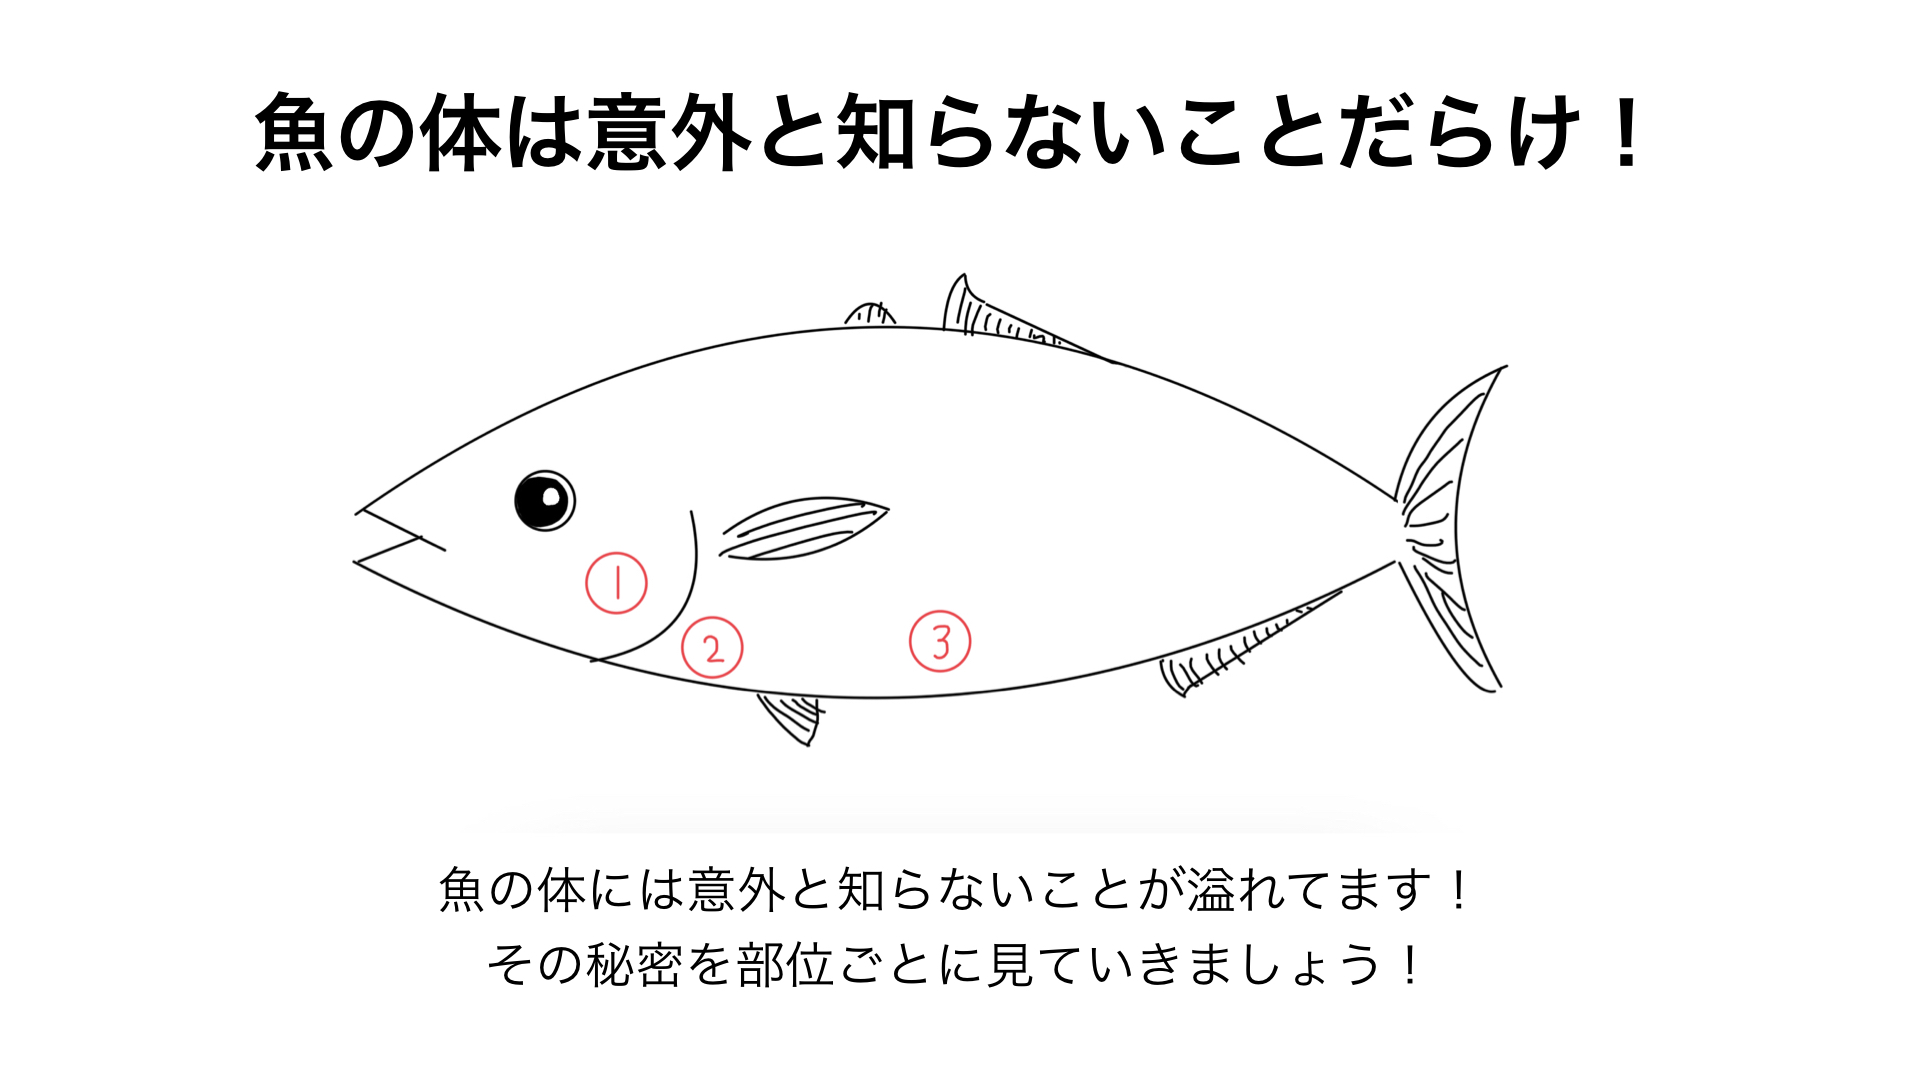 魚の体は意外と知らないことだらけ！
①
②
③
魚の体には意外と知らないことが溢れてます！
その秘密を部位ごとに見ていきましょう！